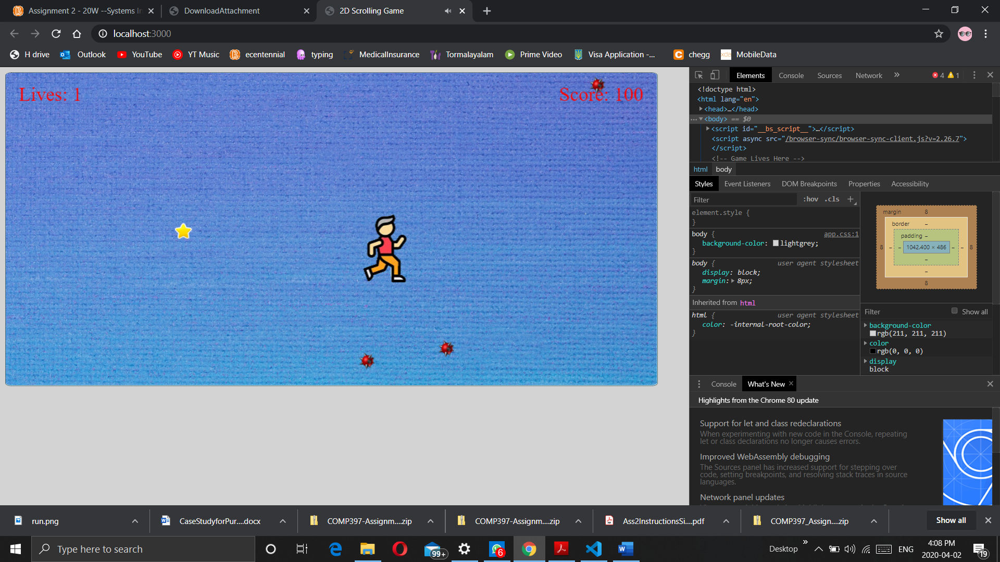 Assignment 2 - 20W --Systems In
DownloadAttachment
2D Scrolling Game
localhost:3000
H drive
Outlook
YouTube
YT Music
ecentennial
typing
MedicalInsurance
Tormalayalam
Prime Video
Visa Application -...
chegg
xda
MobileData
Lives: 1
Score: 100
Elements
Console
Sources
Network
4
1
<!doctype html>
<html lang="en">
<head>…</head>
<body> == $0
<script id="__bs_script__">…</script>
<script async src="/browser-sync/browser-sync-client.js?v=2.26.7">
</script>
<!-- Game Lives Here -->
html
body
Styles
Event Listeners
DOM Breakpoints
Properties
Accessibility
Filter
:hov
.cls
element.style {
}
body {
app.css:1
background-color: lightgrey;
}
body {
user agent stylesheet
display: block;
margin: 8px;
}
Inherited from html
html {
user agent stylesheet
color: -internal-root-color;
}
margin
8
border
–
padding –
8
–
–
1042.400 × 486
–
–
8
–
–
8
Filter
Show all
background-color
rgb(211, 211, 211)
color
rgb(0, 0, 0)
display
block
Console
What's New
Highlights from the Chrome 80 update
Support for let and class redeclarations
When experimenting with new code in the Console, repeating
let or class declarations no longer causes errors.
Improved WebAssembly debugging
The Sources panel has increased support for stepping over
code, setting breakpoints, and resolving stack traces in source
languages.
Network panel updates
run.png
CaseStudyforPur....docx
COMP397-Assignm....zip
COMP397-Assignm....zip
Ass2InstructionsSi....pdf
COMP397_Assign....zip
Show all
Type here to search
99+
6
Desktop
ENG
4:08 PM
2020-04-02
19